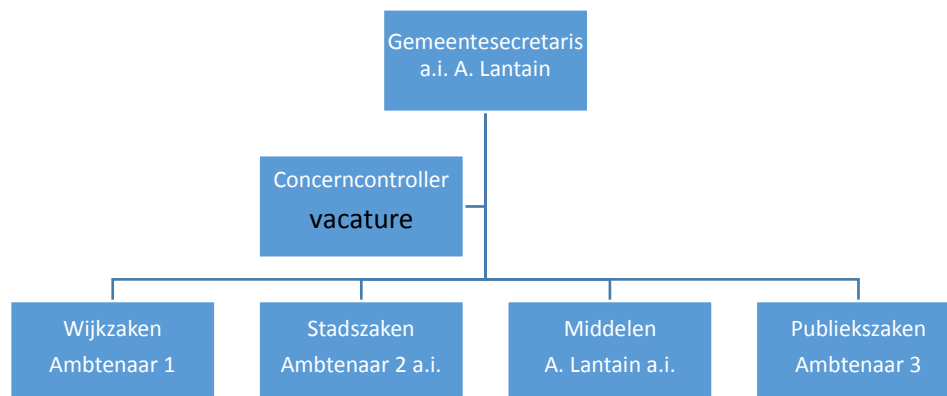 Gemeentesecretaris
a.i. A. Lantain
Concerncontroller
vacature
Wijkzaken
Ambtenaar 1
Stadszaken
Ambtenaar 2 a.i.
Middelen
A. Lantain a.i.
Publiekszaken
Ambtenaar 3